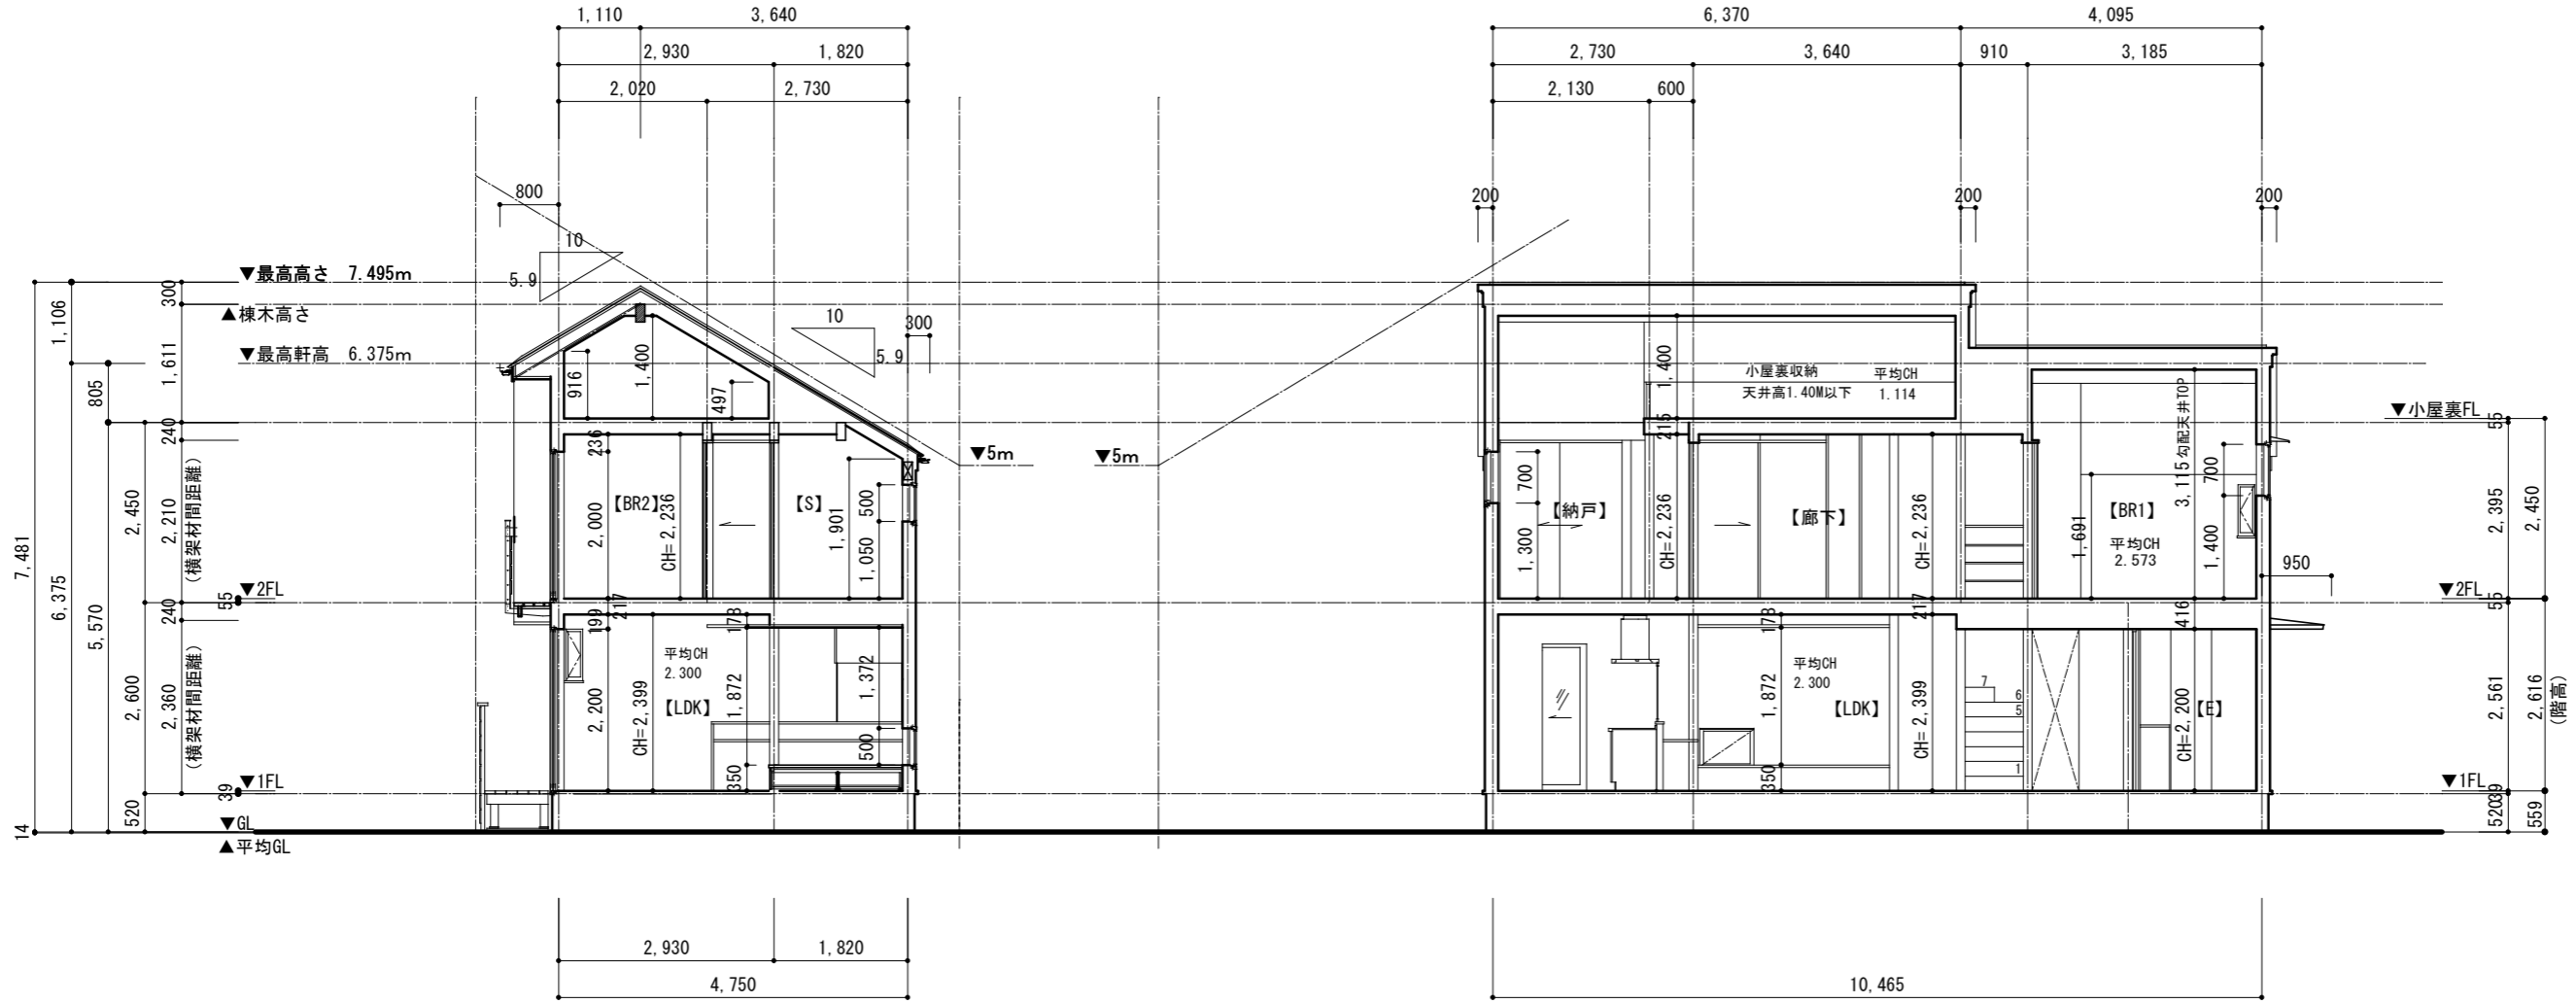 1,110 3,640
2,930 1,820
2,020 2,730
6,370 4,095
2,730 3,640 910 3,185
2,130 600
800
10
5.9
10
5.9
300
200
200
200
▼最高高さ 7.495m
▲棟木高さ
▼最高軒高 6.375m
▼5m
▼5m
▼小屋裏FL
300
1,106
1,611
805
240
2,450
2,210
(横架材間距離)
7,481
6,375
5,570
55
▼2FL
240
2,600
2,360
(横架材間距離)
39
▼1FL
520
14
▼GL
▲平均GL
916
1,400
497
236
【BR2】
2,000
CH=2,236
【S】
1,901
500
1,050
199
217
173
平均CH
2.300
【LDK】
2,200
CH=2,399
1,872
1,372
500
350
1,400
小屋裏収納 平均CH
天井高1.40M以下 1.114
215
3,115勾配天井TOP
700
1,300
【納戸】
CH=2,236
【廊下】
CH=2,236
1,691
【BR1】
平均CH
2.573
700
1,400
950
173
217
416
平均CH
2.300
1,872
【LDK】
CH=2,399
350
7
6
5
1
CH=2,200
【E】
55
2,395
2,450
▼2FL
55
2,561
2,616
(階高)
▼1FL
39
520
559
2,930 1,820
4,750
10,465